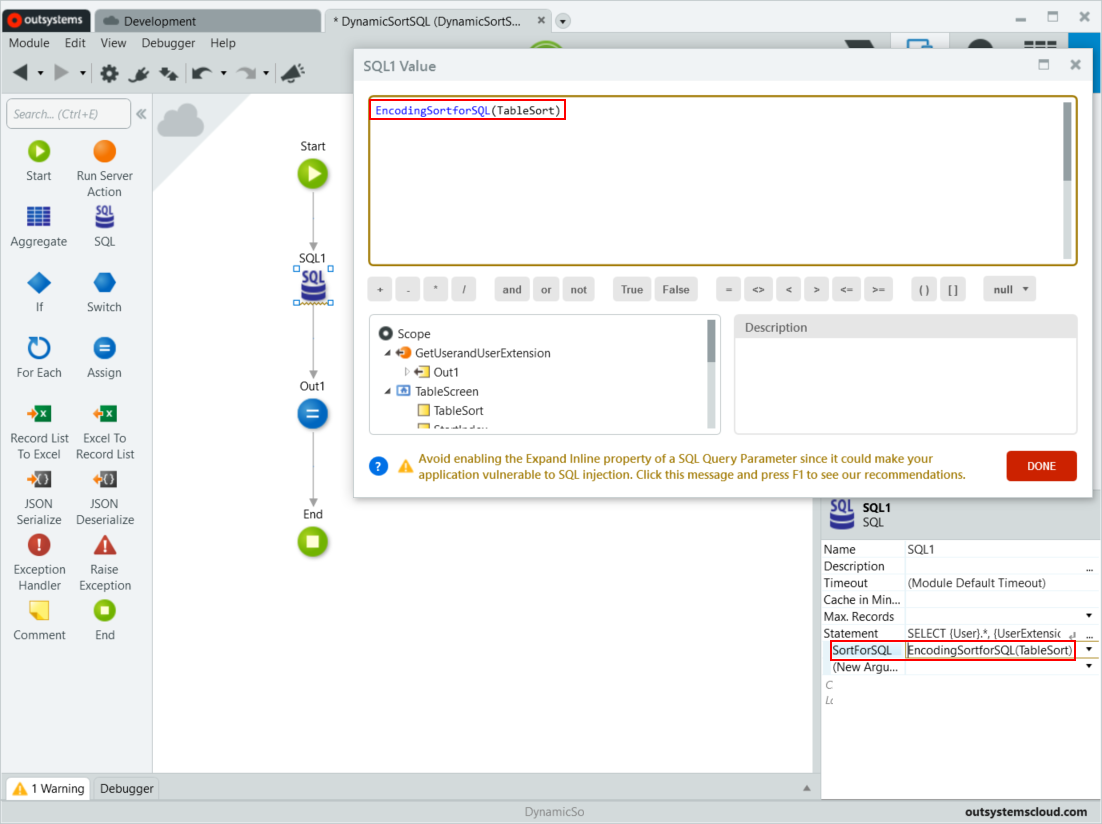 outsystems
Development
* DynamicSortSQL (DynamicSortS...
Module Edit View Debugger Help
Search... (Ctrl+E)
Start
Run Server
Action
Aggregate
SQL
If
Switch
For Each
Assign
Record List
To Excel
Excel To
Record List
JSON
Serialize
JSON
Deserialize
Exception
Handler
Raise
Exception
Comment
End
Start
SQL1
SQL
Out1
End
SQL1 Value
EncodingSortforSQL(TableSort)
+ - * / and or not True False = <> < > <= >= ( ) [ ] null
Scope
GetUserandUserExtension
Out1
TableScreen
TableSort
StartIndex
Description
? Avoid enabling the Expand Inline property of a SQL Query Parameter since it could make your
application vulnerable to SQL injection. Click this message and press F1 to see our recommendations.
DONE
SQL SQL1
SQL
Name SQL1
Description ...
Timeout (Module Default Timeout)
Cache in Min...
Max. Records
Statement SELECT {User}.*, {UserExtensic ...
SortForSQL EncodingSortforSQL(TableSort)
(New Argu...
1 Warning
Debugger
DynamicSo
outsystemscloud.com